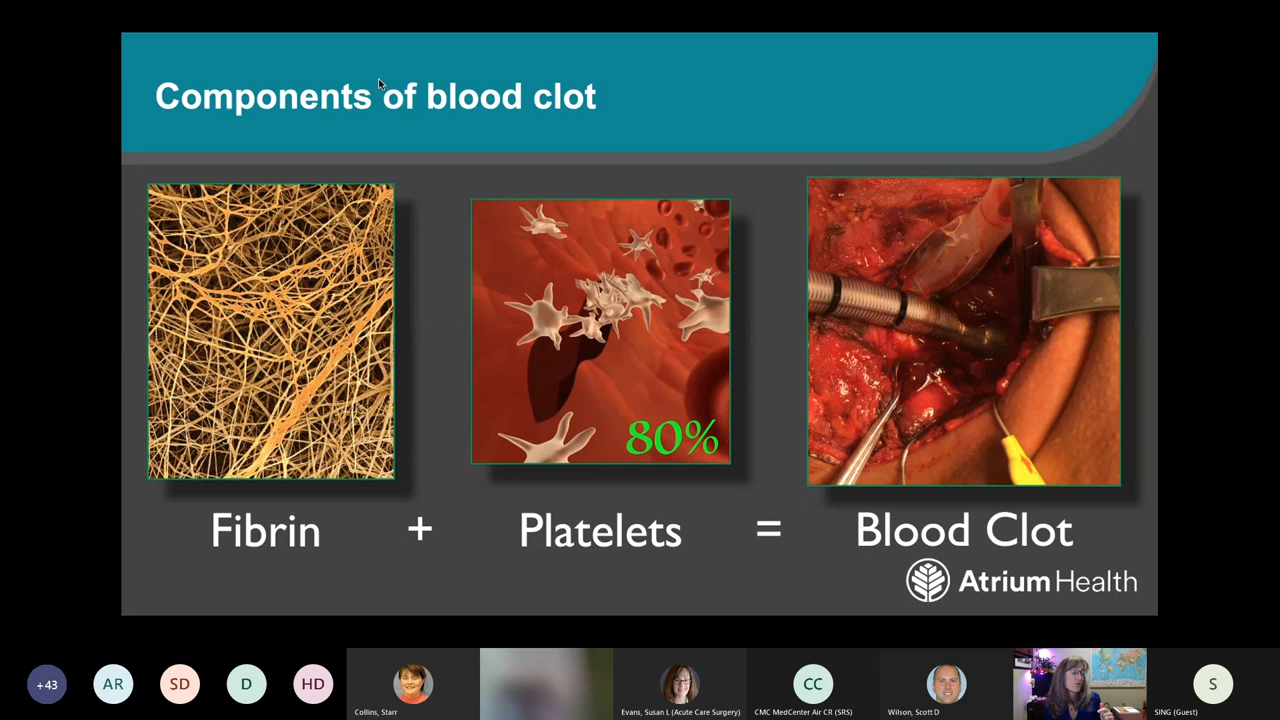 Components of blood clot
80%
Fibrin + Platelets = Blood Clot
Atrium Health
+43
AR
SD
D
HD
Collins, Starr
Evans, Susan L (Acute Care Surgery)
CC
CMC MedCenter Air CR (SRS)
Wilson, Scott D
S
SING (Guest)